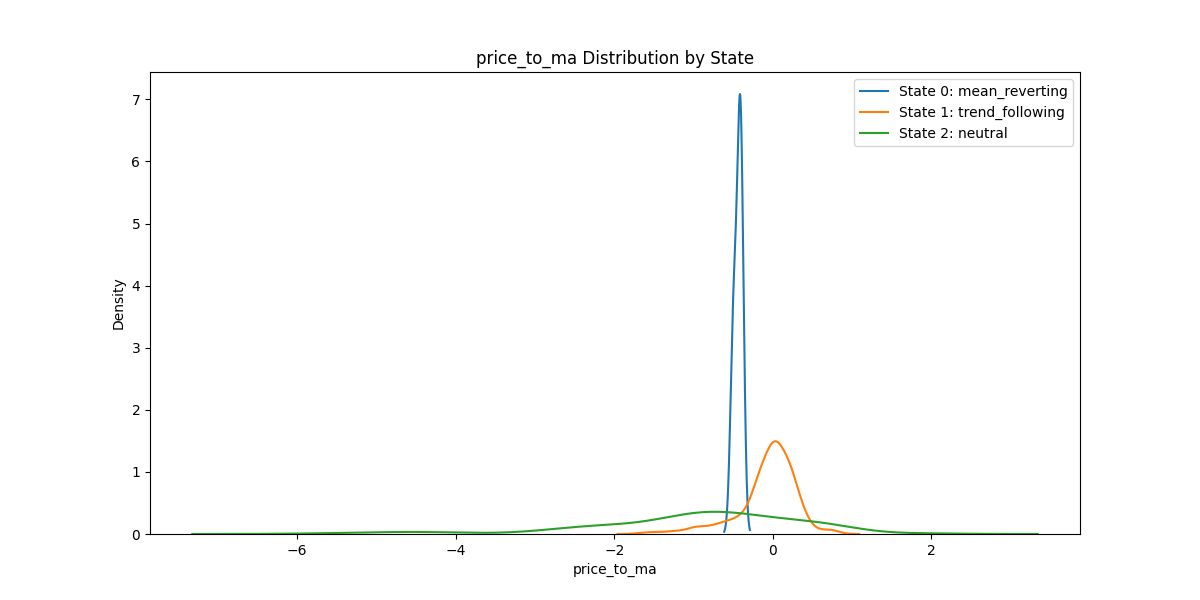 price_to_ma Distribution by State
State 0: mean_reverting
State 1: trend_following
State 2: neutral
Density
7
6
5
4
3
2
1
0
−6
−4
−2
0
2
price_to_ma